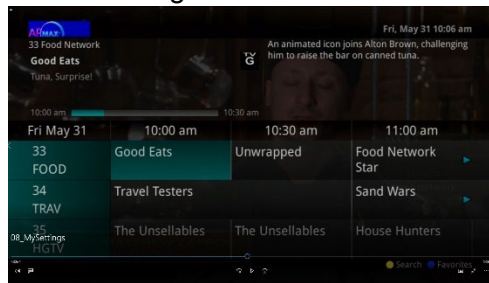 ARMAX
Fri, May 31 10:06 am
33 Food Network
Good Eats
Tuna, Surprise!
TV
G
An animated icon joins Alton Brown, challenging
him to raise the bar on canned tuna.
10:00 am
10:30 am
Fri May 31 10:00 am 10:30 am 11:00 am
33
FOOD
Good Eats
Unwrapped
Food Network
Star
34
TRAV
Travel Testers
Sand Wars
35
HGTV
The Unsellables
The Unsellables
House Hunters
08_MySettings
Search Favorites